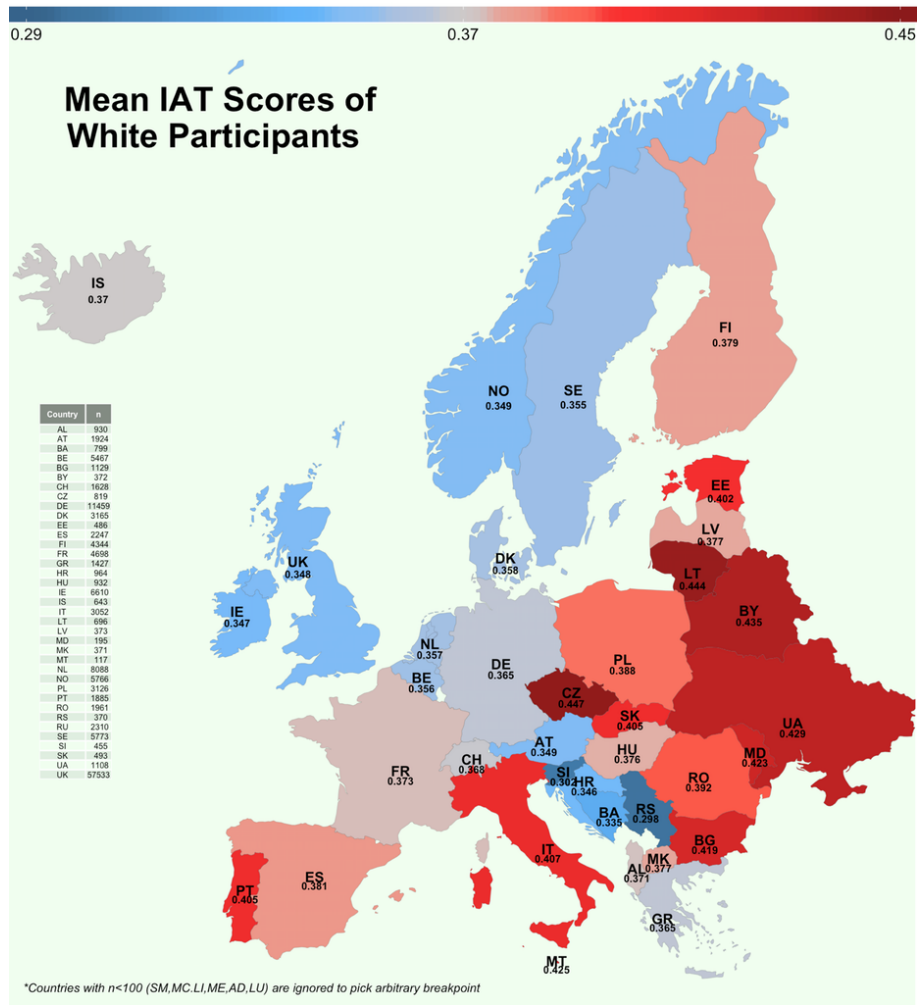 0.29 0.37 0.45
Mean IAT Scores of
White Participants
IS
0.37
FI
0.379
NO
0.349
SE
0.355
Country n
AL 930
AT 1924
BA 799
BE 5467
BG 1129
BY 372
CH 1628
CZ 819
DE 11459
DK 3165
EE 486
ES 2247
FI 4344
FR 4698
GR 1427
HR 964
HU 932
IE 6610
IS 643
IT 3052
LT 696
LV 373
MD 195
MK 371
MT 117
NL 8088
NO 5766
PL 3126
PT 1885
RO 1961
RS 370
RU 2310
SE 5773
SI 455
SK 493
UA 1108
UK 57533
EE
0.402
LV
0.377
DK
0.358
UK
0.348
LT
0.444
IE
0.347
BY
0.435
NL
0.357
PL
0.388
DE
0.365
BE
0.356
CZ
0.447
SK
0.405
UA
0.429
AT
0.349
HU
0.376
MD
0.423
CH
0.368
FR
0.373
SI
0.302
HR
0.346
RO
0.392
BA
0.335
RS
0.298
BG
0.419
IT
0.407
MK
0.377
AL
0.371
ES
0.381
PT
0.405
GR
0.365
MT
0.425
*Countries with n<100 (SM,MC.LI,ME,AD,LU) are ignored to pick arbitrary breakpoint